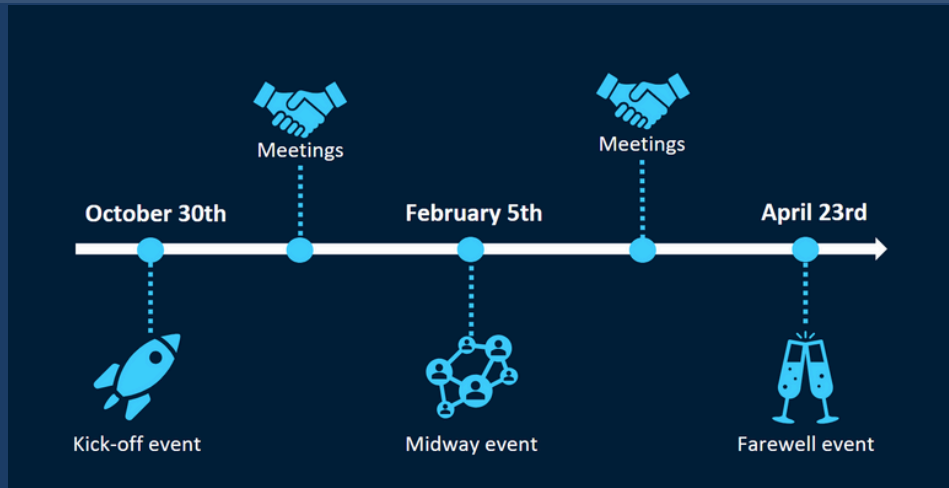 Meetings
Meetings
October 30th
February 5th
April 23rd
Kick-off event
Midway event
Farewell event